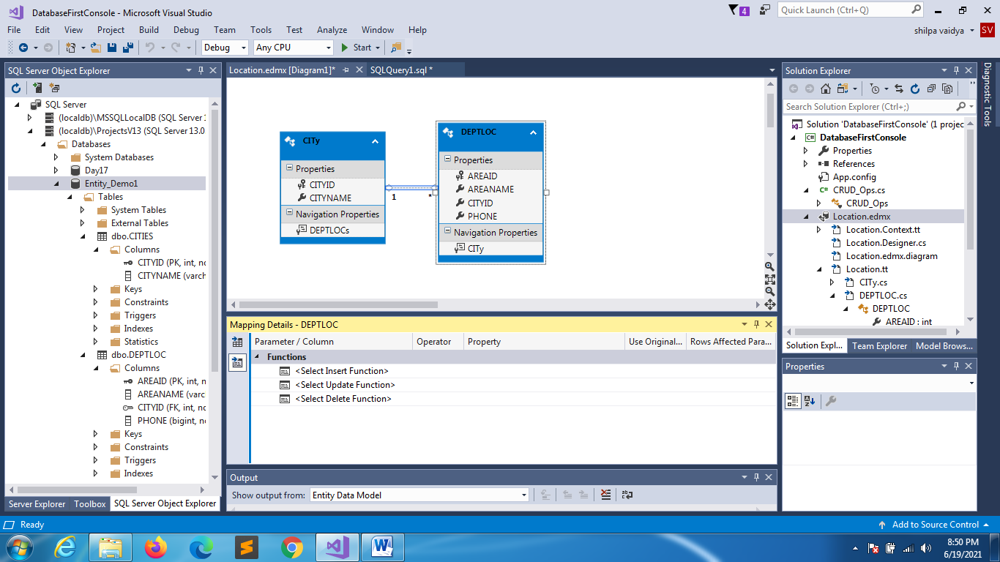 DatabaseFirstConsole - Microsoft Visual Studio
4
Quick Launch (Ctrl+Q)
File Edit View Project Build Debug Team Tools Test Analyze Window Help
shilpa vaidya
SV
Debug Any CPU Start
SQL Server Object Explorer
SQL Server
(localdb)\MSSQLLocalDB (SQL Server 1
(localdb)\ProjectsV13 (SQL Server 13.0
Databases
System Databases
Day17
Entity_Demo1
Tables
System Tables
External Tables
dbo.CITIES
Columns
CITYID (PK, int, nc
CITYNAME (varch
Keys
Constraints
Triggers
Indexes
Statistics
dbo.DEPTLOC
Columns
AREAID (PK, int, n
AREANAME (varc
CITYID (FK, int, nc
PHONE (bigint, nc
Keys
Constraints
Triggers
Indexes
Server Explorer Toolbox SQL Server Object Explorer
Location.edmx [Diagram1]* SQLQuery1.sql *
CITy
Properties
CITYID
CITYNAME
Navigation Properties
DEPTLOCs
1 *
DEPTLOC
Properties
AREAID
AREANAME
CITYID
PHONE
Navigation Properties
CITy
Mapping Details - DEPTLOC
Parameter / Column Operator Property Use Original... Rows Affected Para...
Functions
<Select Insert Function>
<Select Update Function>
<Select Delete Function>
Output
Show output from: Entity Data Model
Solution Explorer
Search Solution Explorer (Ctrl+;)
Solution 'DatabaseFirstConsole' (1 projec
DatabaseFirstConsole
Properties
References
App.config
CRUD_Ops.cs
CRUD_Ops
Location.edmx
Location.Context.tt
Location.Designer.cs
Location.edmx.diagram
Location.tt
CITy.cs
DEPTLOC.cs
DEPTLOC
AREAID : int
Solution Expl... Team Explorer Model Brows...
Properties
Diagnostic Tools
Ready
Add to Source Control
8:50 PM
6/19/2021